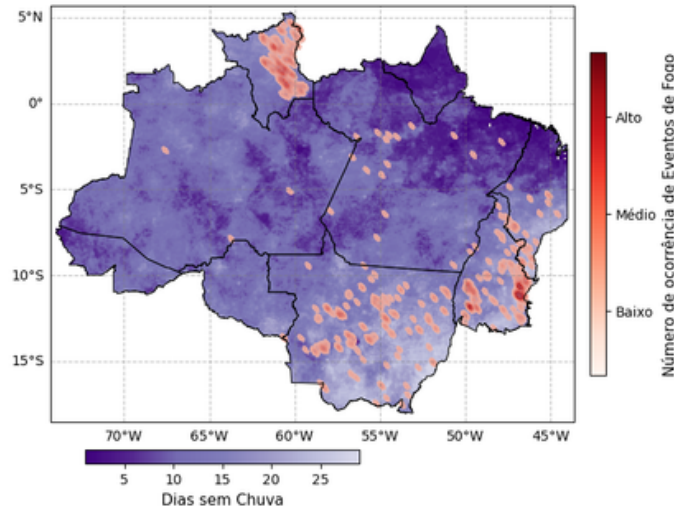 5°N
0°
5°S
10°S
15°S
70°W 65°W 60°W 55°W 50°W 45°W
5 10 15 20 25
Dias sem Chuva
Alto
Médio
Baixo
Número de ocorrência de Eventos de Fogo